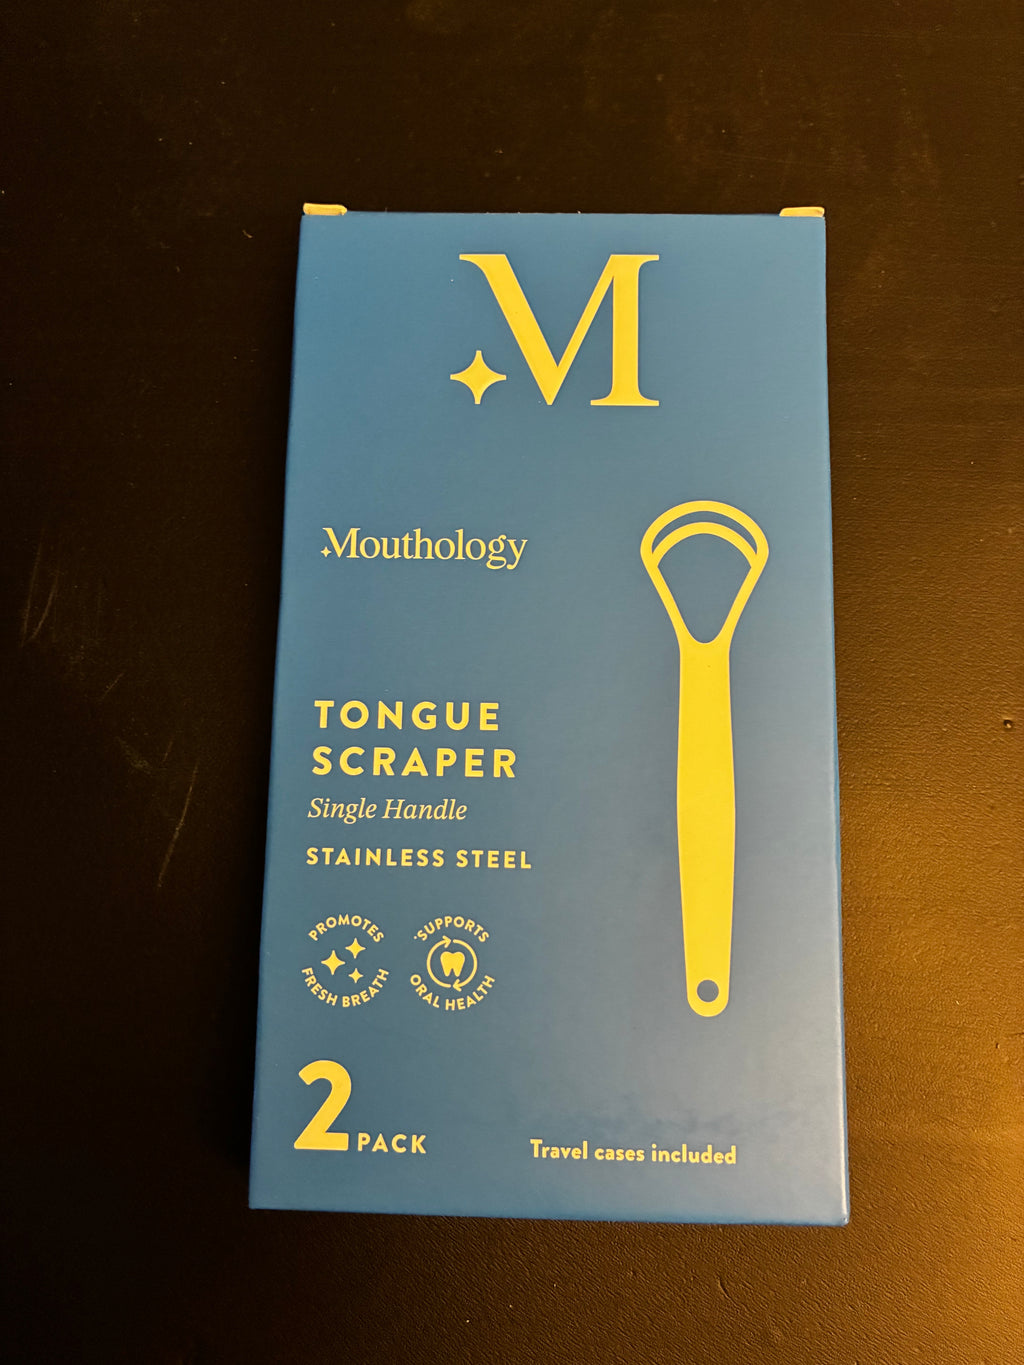 M
Mouthology
TONGUE
SCRAPER
Single Handle
STAINLESS STEEL
PROMOTES
FRESH BREATH
SUPPORTS
ORAL HEALTH
2 PACK
Travel cases included